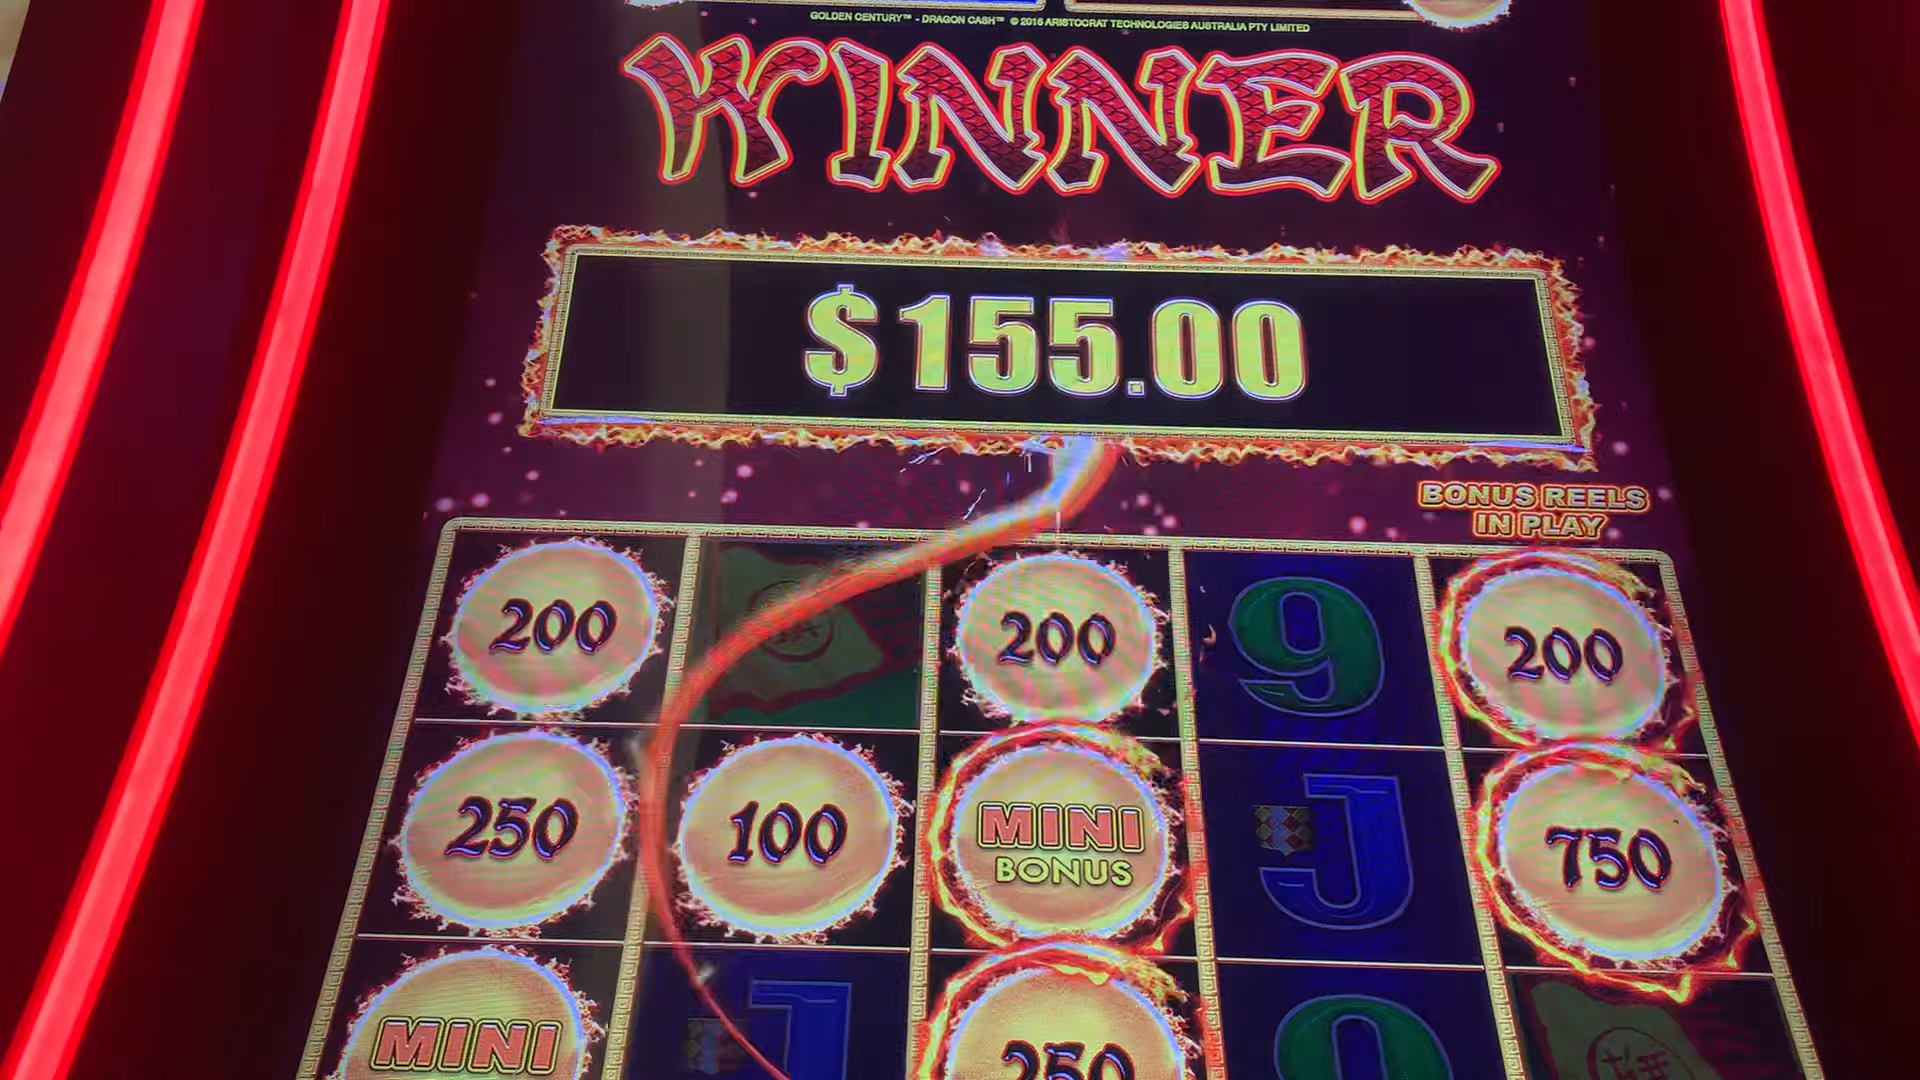 GOLDEN CENTURY™ - DRAGON CASH™ © 2016 ARISTOCRAT TECHNOLOGIES AUSTRALIA PTY LIMITED
WINNER
$155.00
BONUS REELS
IN PLAY
200
200
9
200
250
100
MINI
BONUS
J
750
MINI
J
250
9